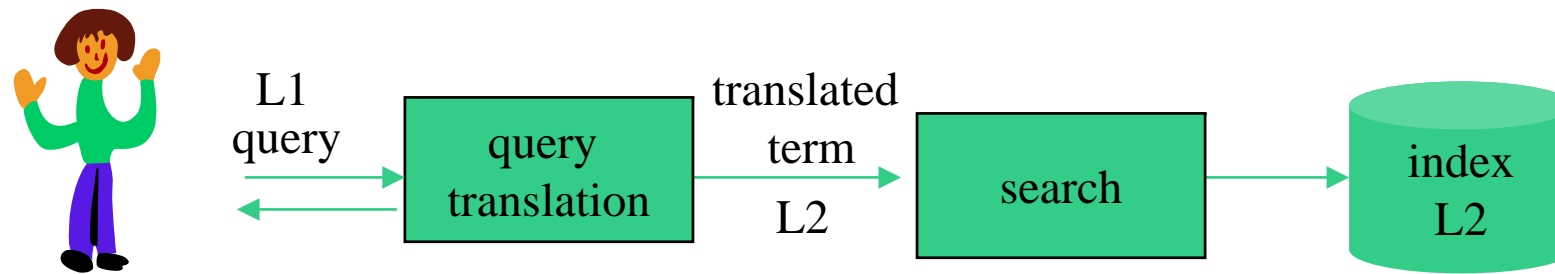 L1
query
query
translation
translated
term
L2
search
index
L2